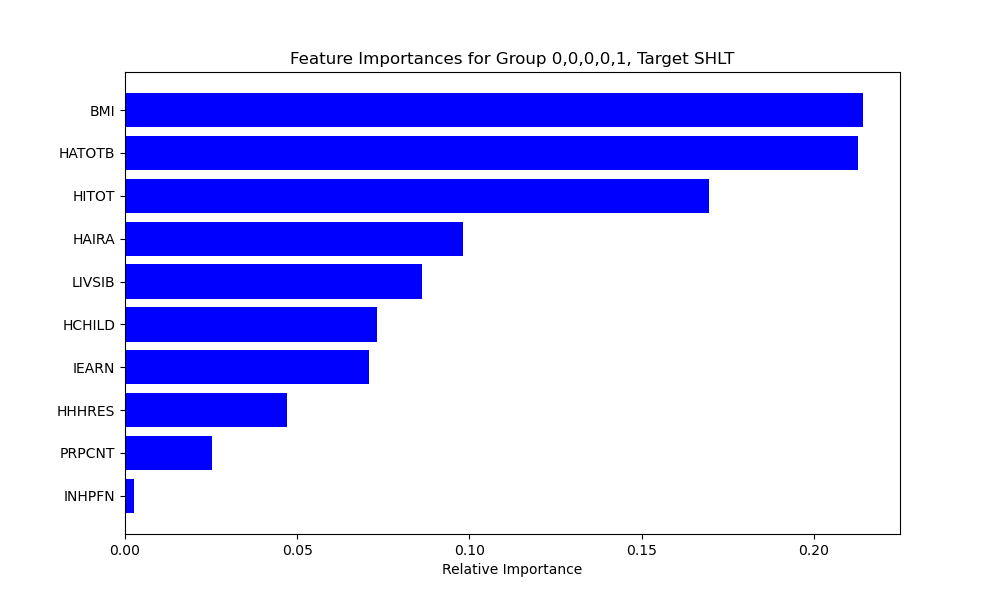 Feature Importances for Group 0,0,0,0,1, Target SHLT
BMI
HATOTB
HITOT
HAIRA
LIVSIB
HCHILD
IEARN
HHHRES
PRPCNT
INHPFN
0.00 0.05 0.10 0.15 0.20
Relative Importance